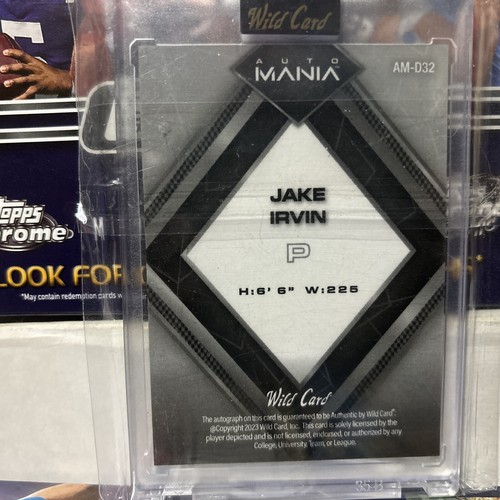 Wild Card
AUTO
MANIA
AM-D32
JAKE
IRVIN
P
H:6' 6" W:225
Topps
Chrome
LOOK FOR
*May contain redemption cards
Wild Card
The autograph on this card is guaranteed to be Authentic by Wild Card®.
@Copyright 2023 Wild Card, Inc. This card is solely licensed by the
player depicted and is not licensed, endorsed, or authorized by any
College, University, Team, or League.